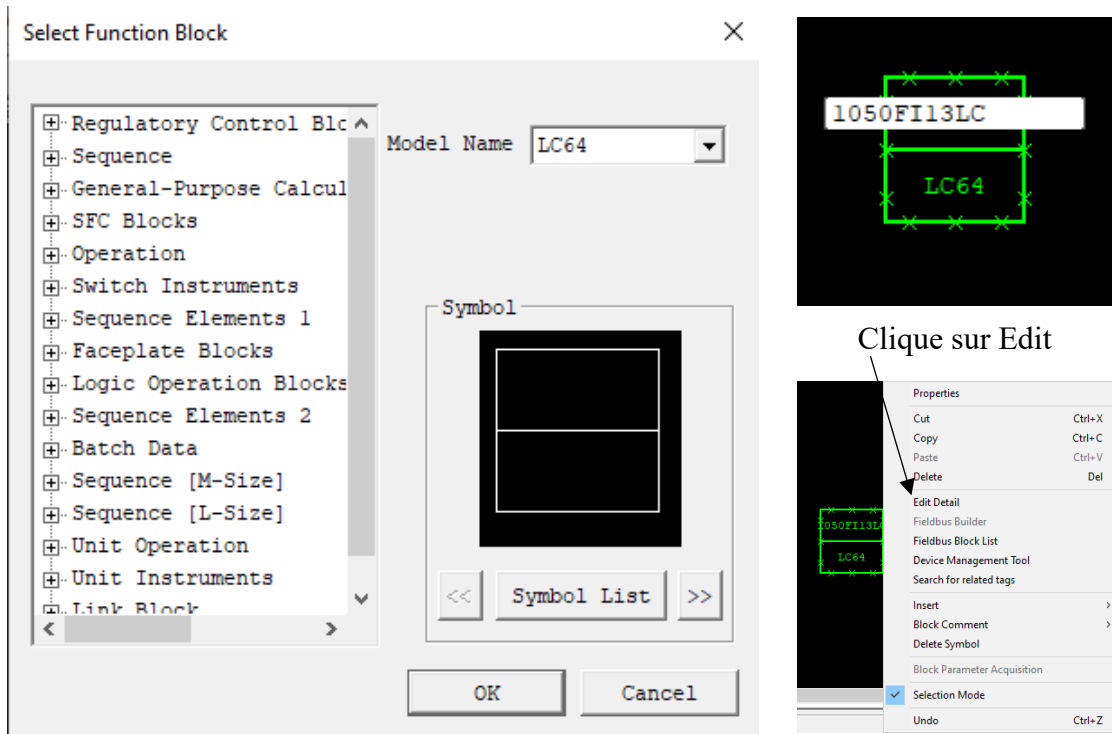 Select Function Block
Regulatory Control Blc
Sequence
General-Purpose Calcul
SFC Blocks
Operation
Switch Instruments
Sequence Elements 1
Faceplate Blocks
Logic Operation Blocks
Sequence Elements 2
Batch Data
Sequence [M-Size]
Sequence [L-Size]
Unit Operation
Unit Instruments
Link Block
Model Name LC64
Symbol
<< Symbol List >>
OK Cancel
1050FI13LC
LC64
Clique sur Edit
1050FI13LC
LC64
Properties
Cut Ctrl+X
Copy Ctrl+C
Paste Ctrl+V
Delete Del
Edit Detail
Fieldbus Builder
Fieldbus Block List
Device Management Tool
Search for related tags
Insert >
Block Comment >
Delete Symbol
Block Parameter Acquisition
Selection Mode
Undo Ctrl+Z